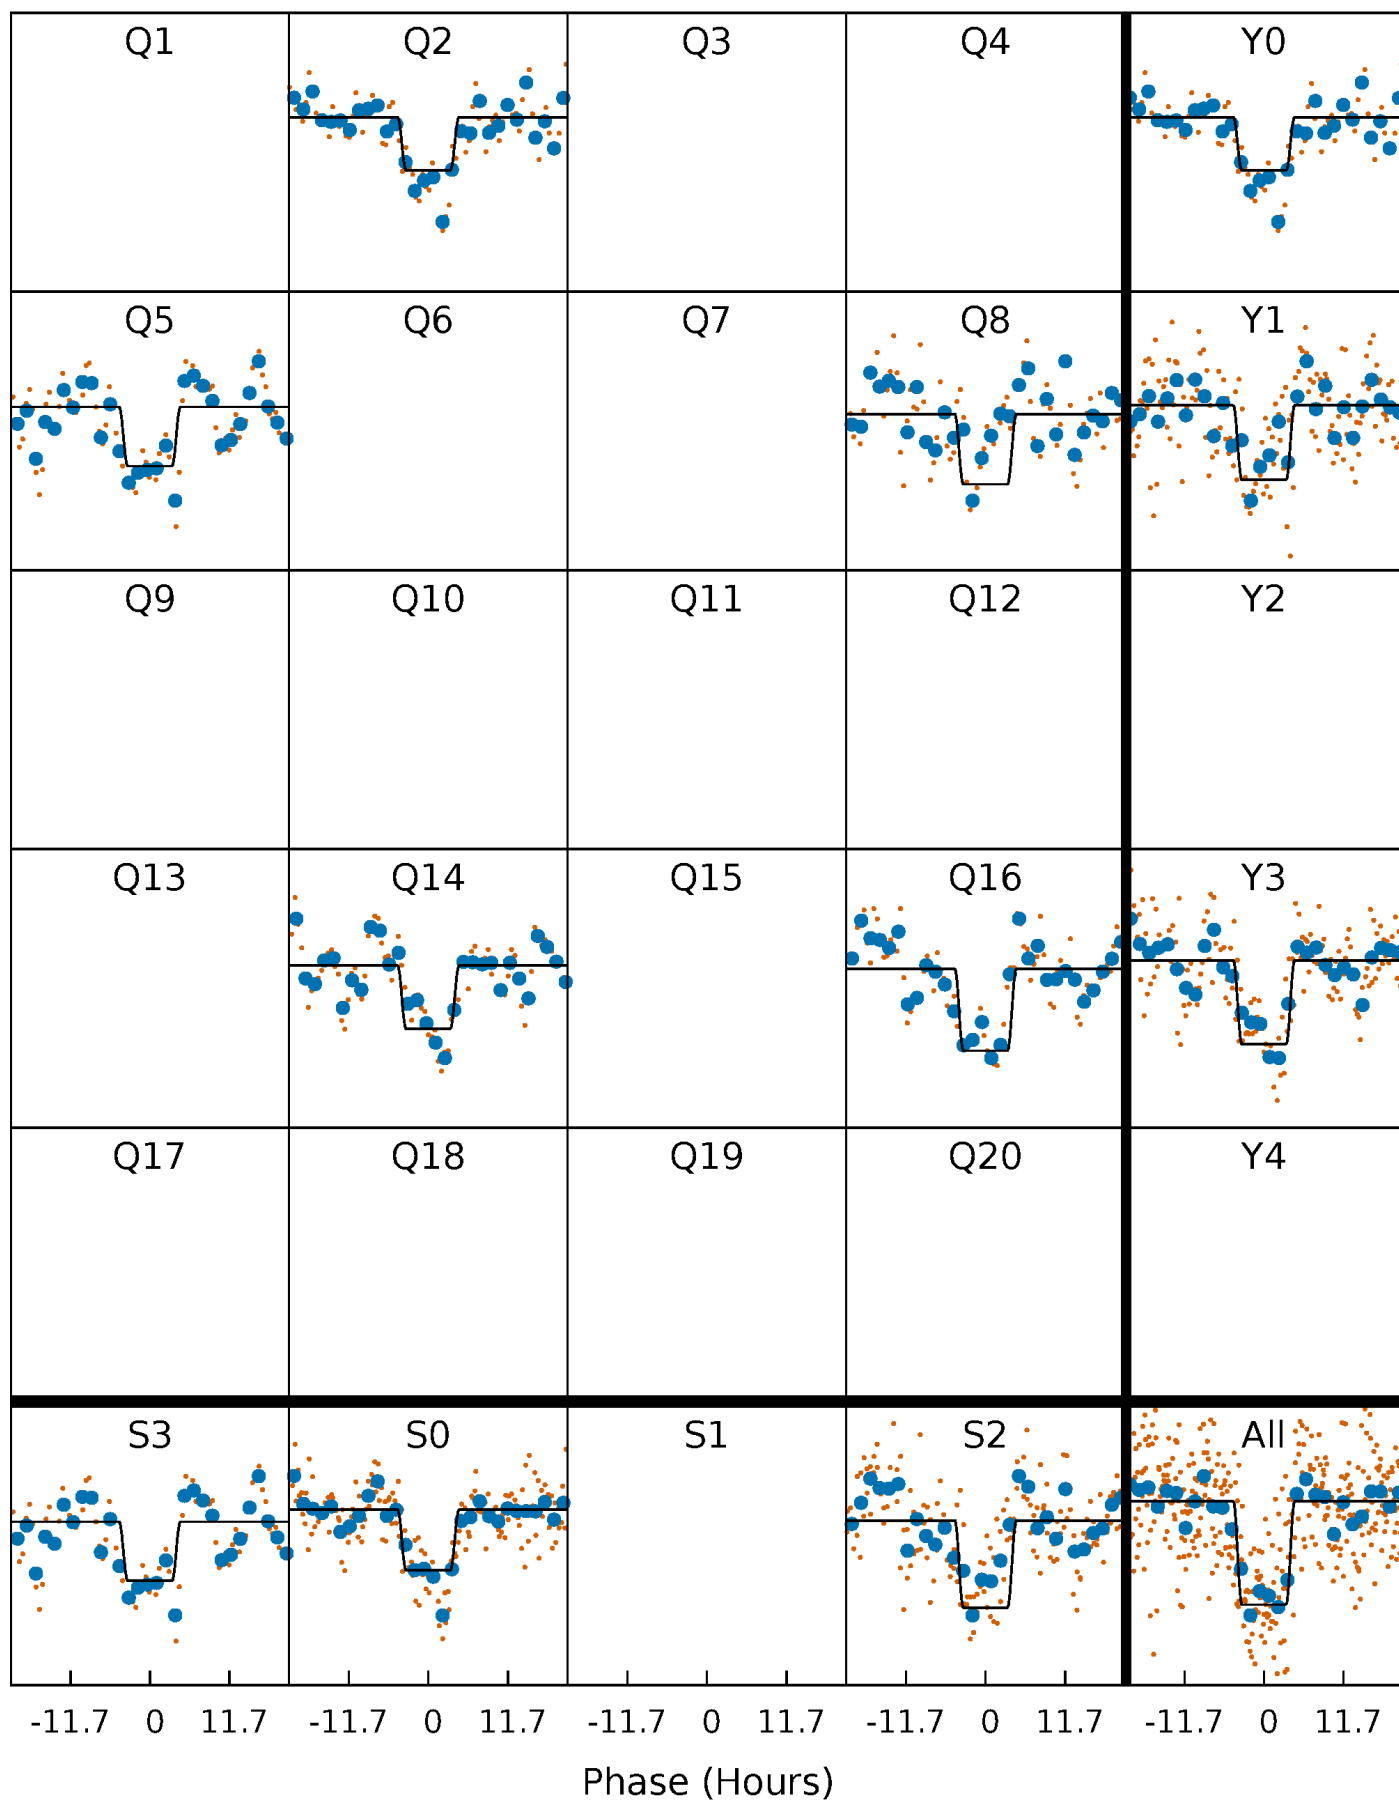 Q1 Q2 Q3 Q4 Y0
Q5 Q6 Q7 Q8 Y1
Q9 Q10 Q11 Q12 Y2
Q13 Q14 Q15 Q16 Y3
Q17 Q18 Q19 Q20 Y4
S3 S0 S1 S2 All
-11.7 0 11.7 -11.7 0 11.7 -11.7 0 11.7 -11.7 0 11.7 -11.7 0 11.7
Phase (Hours)